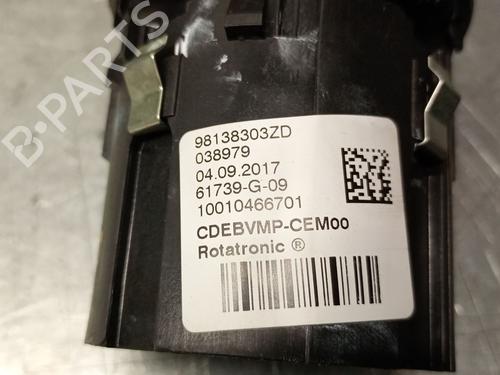 98138303ZD
038979
04.09.2017
61739-G-09
10010466701
CDEBVMP-CEM00
Rotatronic ®
B-PARTS